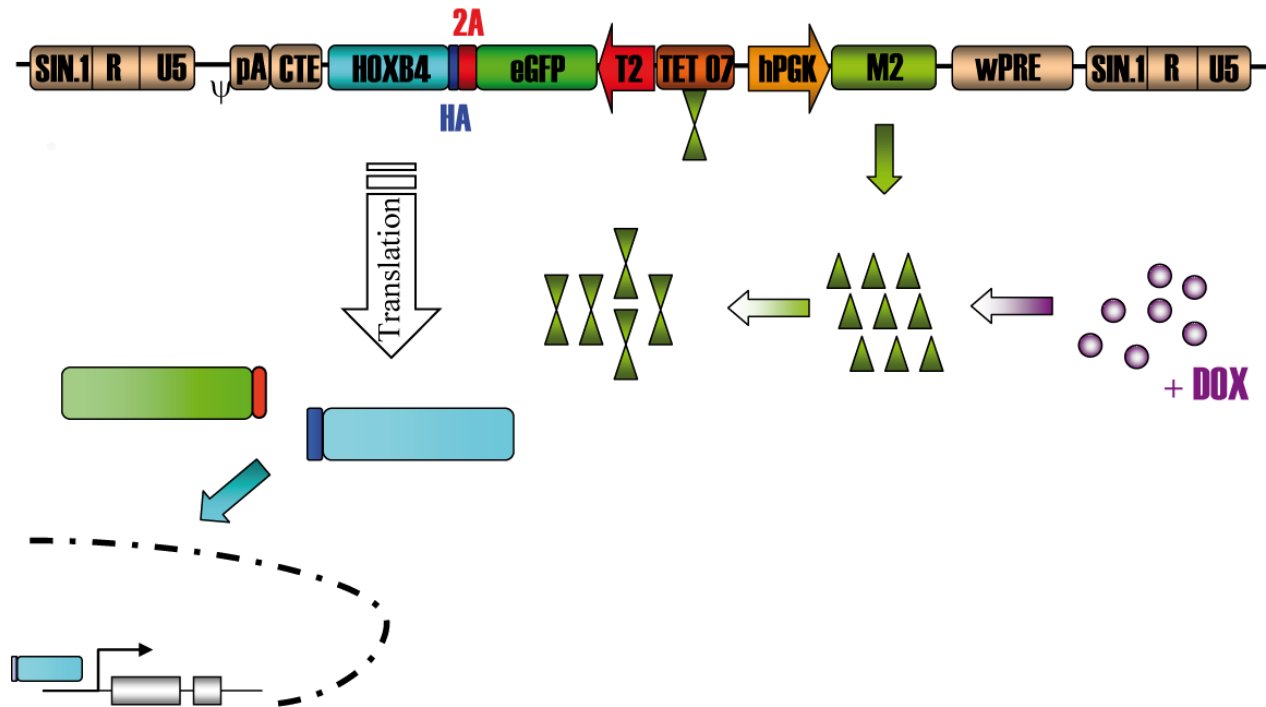 2A
SIN.1 R U5 ψ pA CTE HOXB4 eGFP T2 TET O7 hPGK M2 wPRE SIN.1 R U5
HA
Translation
+ DOX